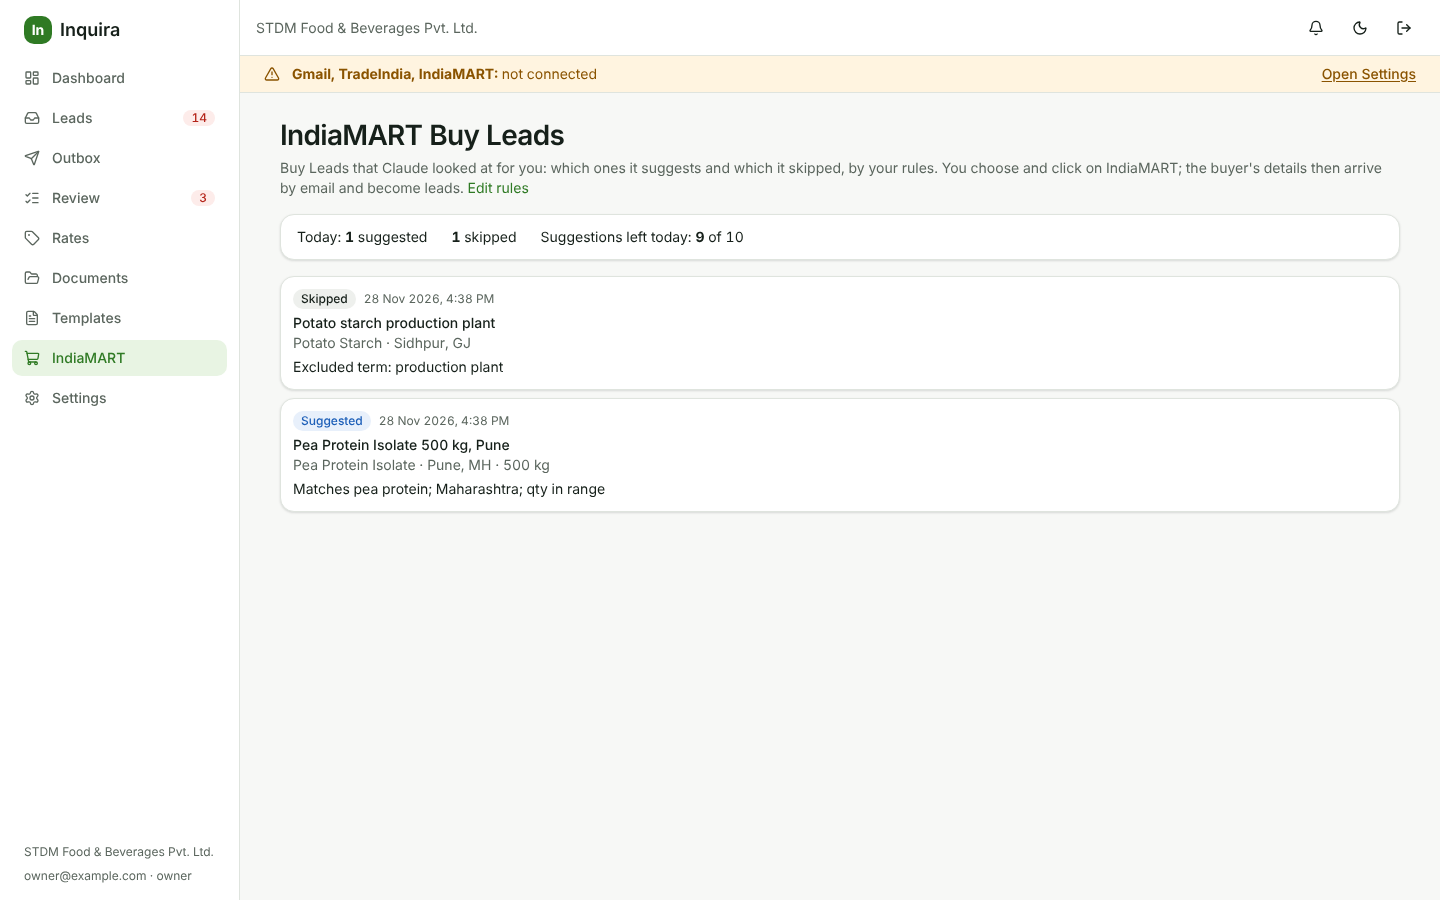 In Inquira
STDM Food & Beverages Pvt. Ltd.
Gmail, TradeIndia, IndiaMART: not connected
Open Settings
Dashboard
Leads 14
Outbox
Review 3
Rates
Documents
Templates
IndiaMART
Settings
IndiaMART Buy Leads
Buy Leads that Claude looked at for you: which ones it suggests and which it skipped, by your rules. You choose and click on IndiaMART; the buyer's details then arrive
by email and become leads. Edit rules
Today: 1 suggested 1 skipped Suggestions left today: 9 of 10
Skipped 28 Nov 2026, 4:38 PM
Potato starch production plant
Potato Starch · Sidhpur, GJ
Excluded term: production plant
Suggested 28 Nov 2026, 4:38 PM
Pea Protein Isolate 500 kg, Pune
Pea Protein Isolate · Pune, MH · 500 kg
Matches pea protein; Maharashtra; qty in range
STDM Food & Beverages Pvt. Ltd.
owner@example.com · owner